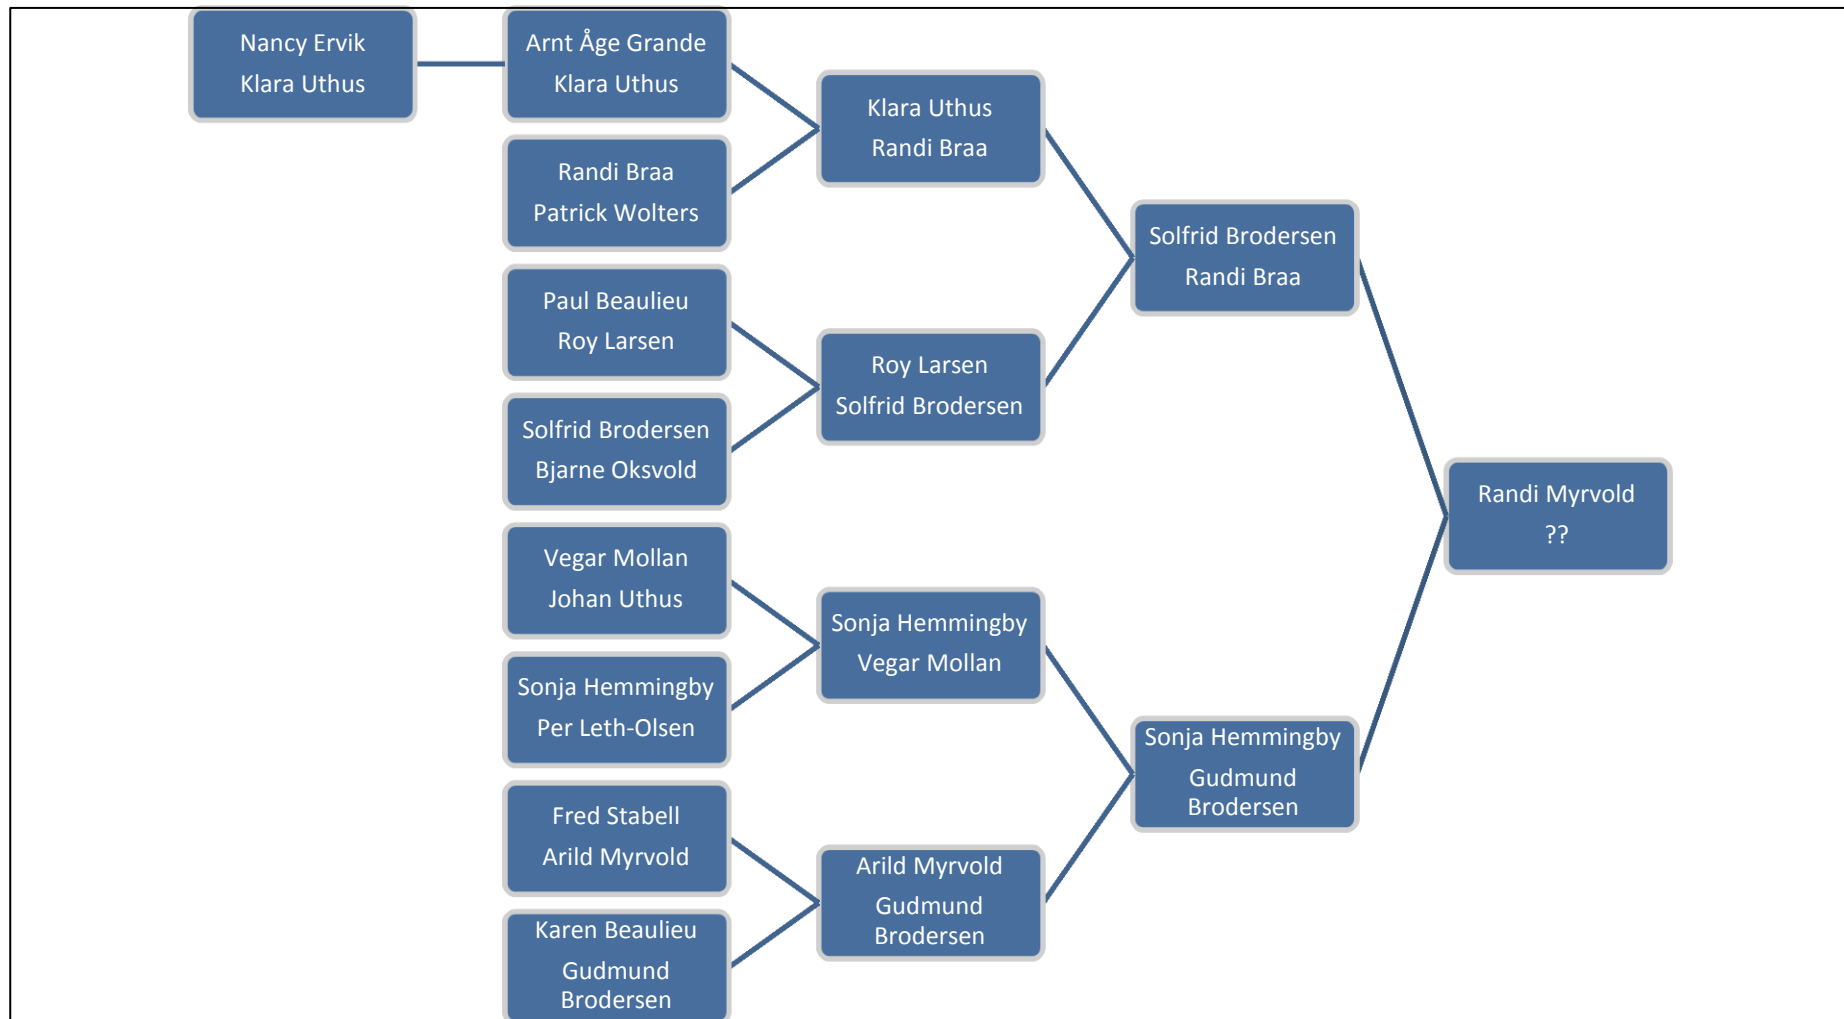 Nancy Ervik
Klara Uthus
Arnt Åge Grande
Klara Uthus
Randi Braa
Patrick Wolters
Paul Beaulieu
Roy Larsen
Solfrid Brodersen
Bjarne Oksvold
Vegar Mollan
Johan Uthus
Sonja Hemmingby
Per Leth-Olsen
Fred Stabell
Arild Myrvold
Karen Beaulieu
Gudmund
Brodersen
Klara Uthus
Randi Braa
Roy Larsen
Solfrid Brodersen
Sonja Hemmingby
Vegar Mollan
Arild Myrvold
Gudmund
Brodersen
Solfrid Brodersen
Randi Braa
Sonja Hemmingby
Gudmund
Brodersen
Randi Myrvold
??